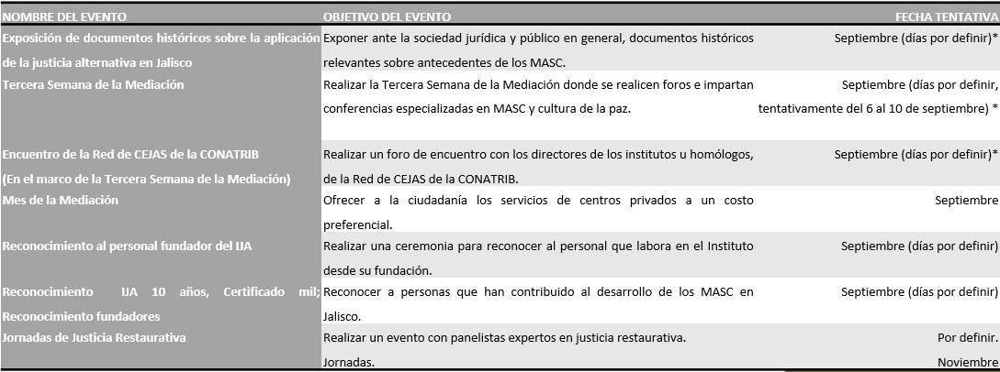 NOMBRE DEL EVENTO OBJETIVO DEL EVENTO FECHA TENTATIVA
Exposición de documentos históricos sobre la aplicación Exponer ante la sociedad jurídica y público en general, documentos históricos Septiembre (días por definir)*
de la justicia alternativa en Jalisco relevantes sobre antecedentes de los MASC.
Tercera Semana de la Mediación Realizar la Tercera Semana de la Mediación donde se realicen foros e impartan Septiembre (días por definir,
conferencias especializadas en MASC y cultura de la paz. tentativamente del 6 al 10 de septiembre) *
Encuentro de la Red de CEJAS de la CONATRIB Realizar un foro de encuentro con los directores de los institutos u homólogos, Septiembre (días por definir)*
(En el marco de la Tercera Semana de la Mediación) de la Red de CEJAS de la CONATRIB.
Mes de la Mediación Ofrecer a la ciudadanía los servicios de centros privados a un costo Septiembre
preferencial.
Reconocimiento al personal fundador del IJA Realizar una ceremonia para reconocer al personal que labora en el Instituto Septiembre (días por definir)
desde su fundación.
Reconocimiento IJA 10 años, Certificado mil; Reconocer a personas que han contribuido al desarrollo de los MASC en Septiembre (días por definir)
Reconocimiento fundadores Jalisco.
Jornadas de Justicia Restaurativa Realizar un evento con panelistas expertos en justicia restaurativa. Por definir.
Jornadas. Noviembre